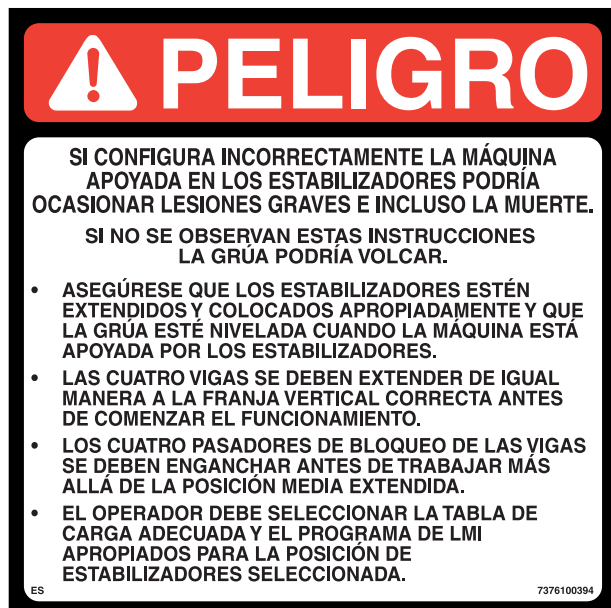 PELIGRO
SI CONFIGURA INCORRECTAMENTE LA MÁQUINA
APOYADA EN LOS ESTABILIZADORES PODRÍA
OCASIONAR LESIONES GRAVES E INCLUSO LA MUERTE.
SI NO SE OBSERVAN ESTAS INSTRUCCIONES
LA GRÚA PODRÍA VOLCAR.
• ASEGÚRESE QUE LOS ESTABILIZADORES ESTÉN
EXTENDIDOS Y COLOCADOS APROPIADAMENTE Y QUE
LA GRÚA ESTÉ NIVELADA CUANDO LA MÁQUINA ESTÁ
APOYADA POR LOS ESTABILIZADORES.
• LAS CUATRO VIGAS SE DEBEN EXTENDER DE IGUAL
MANERA A LA FRANJA VERTICAL CORRECTA ANTES
DE COMENZAR EL FUNCIONAMIENTO.
• LOS CUATRO PASADORES DE BLOQUEO DE LAS VIGAS
SE DEBEN ENGANCHAR ANTES DE TRABAJAR MÁS
ALLÁ DE LA POSICIÓN MEDIA EXTENDIDA.
• EL OPERADOR DEBE SELECCIONAR LA TABLA DE
CARGA ADECUADA Y EL PROGRAMA DE LMI
APROPIADOS PARA LA POSICIÓN DE
ESTABILIZADORES SELECCIONADA.
ES 7376100394